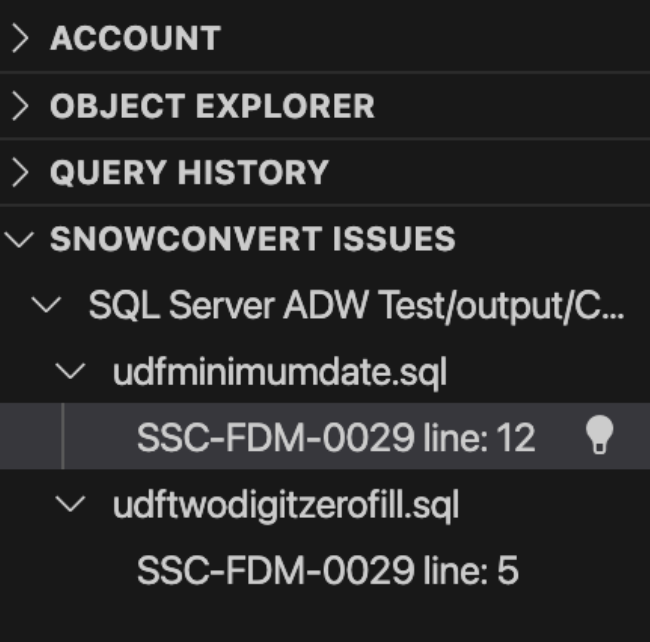 ACCOUNT
OBJECT EXPLORER
QUERY HISTORY
SNOWCONVERT ISSUES
SQL Server ADW Test/output/C...
udfminimumdate.sql
SSC-FDM-0029 line: 12
udftwodigitzerofill.sql
SSC-FDM-0029 line: 5